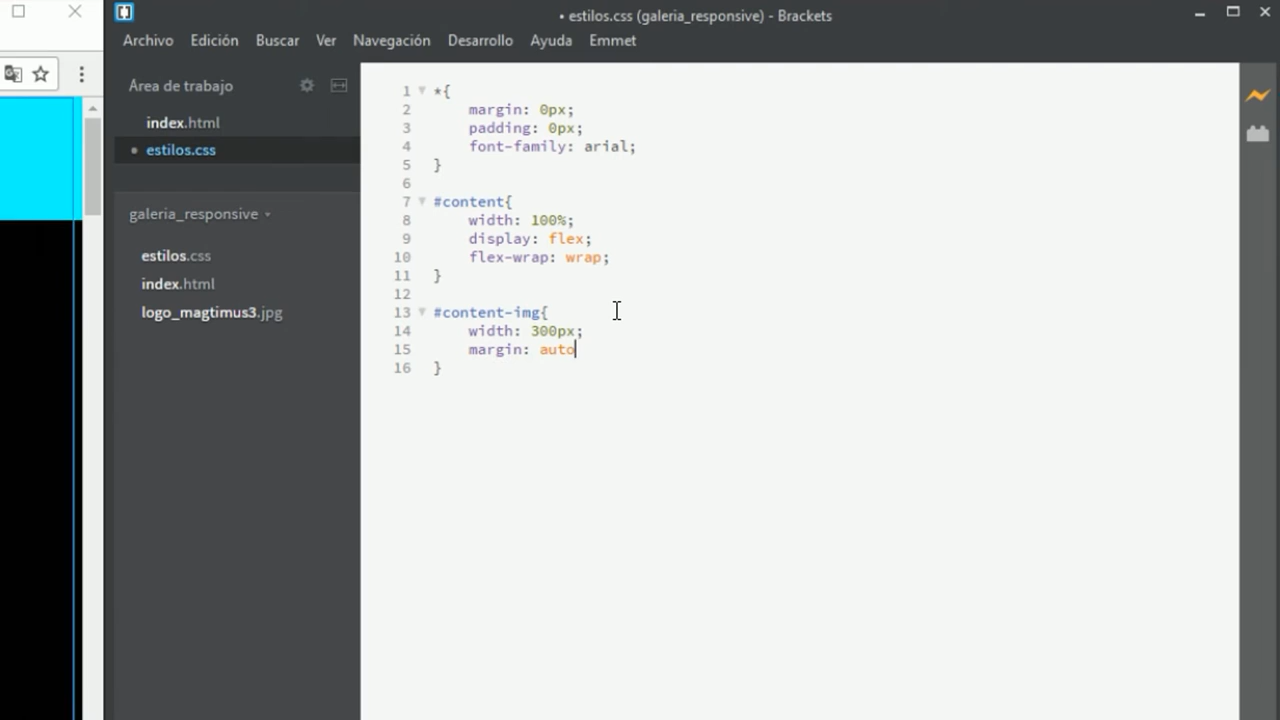 • estilos.css (galeria_responsive) - Brackets
Archivo Edición Buscar Ver Navegación Desarrollo Ayuda Emmet
Área de trabajo
index.html
• estilos.css
galeria_responsive
estilos.css
index.html
logo_magtimus3.jpg
1 *{
2 margin: 0px;
3 padding: 0px;
4 font-family: arial;
5 }
6
7 #content{
8 width: 100%;
9 display: flex;
10 flex-wrap: wrap;
11 }
12
13 #content-img{
14 width: 300px;
15 margin: auto
16 }